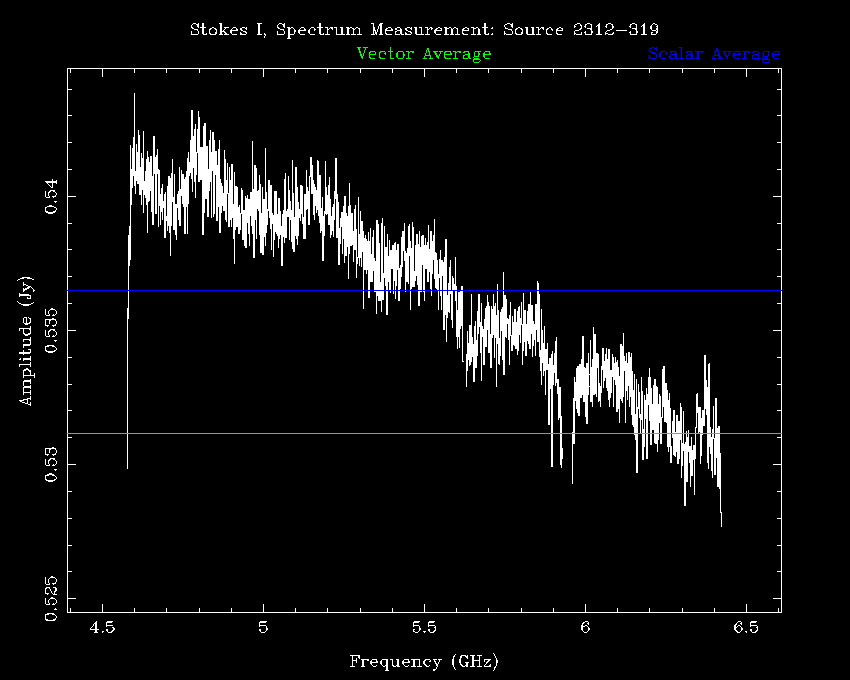 Stokes I, Spectrum Measurement: Source 2312−319
Vector Average Scalar Average
0.54
0.535
0.53
0.525
Amplitude (Jy)
4.5 5 5.5 6 6.5
Frequency (GHz)